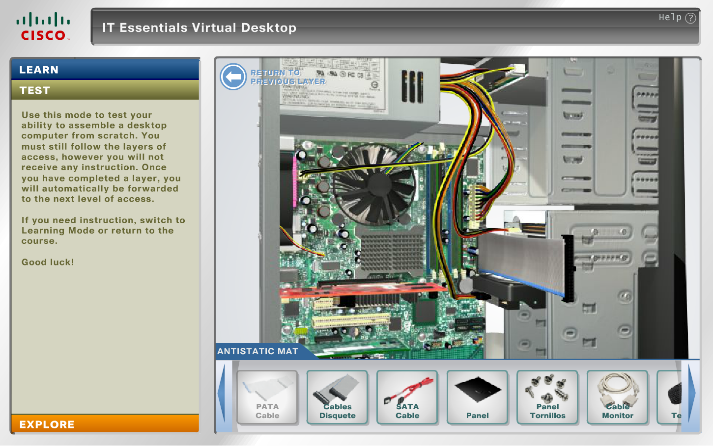 CISCO
IT Essentials Virtual Desktop
Help ?
LEARN
TEST
Use this mode to test your
ability to assemble a desktop
computer from scratch. You
must still follow the layers of
access, however you will not
receive any instruction. Once
you have completed a layer, you
will automatically be forwarded
to the next level of access.
If you need instruction, switch to
Learning Mode or return to the
course.
Good luck!
EXPLORE
RETURN TO
PREVIOUS LAYER
ANTISTATIC MAT
PATA
Cable
Cables
Disquete
SATA
Cable
Panel
Panel
Tornillos
Cable
Monitor
Te